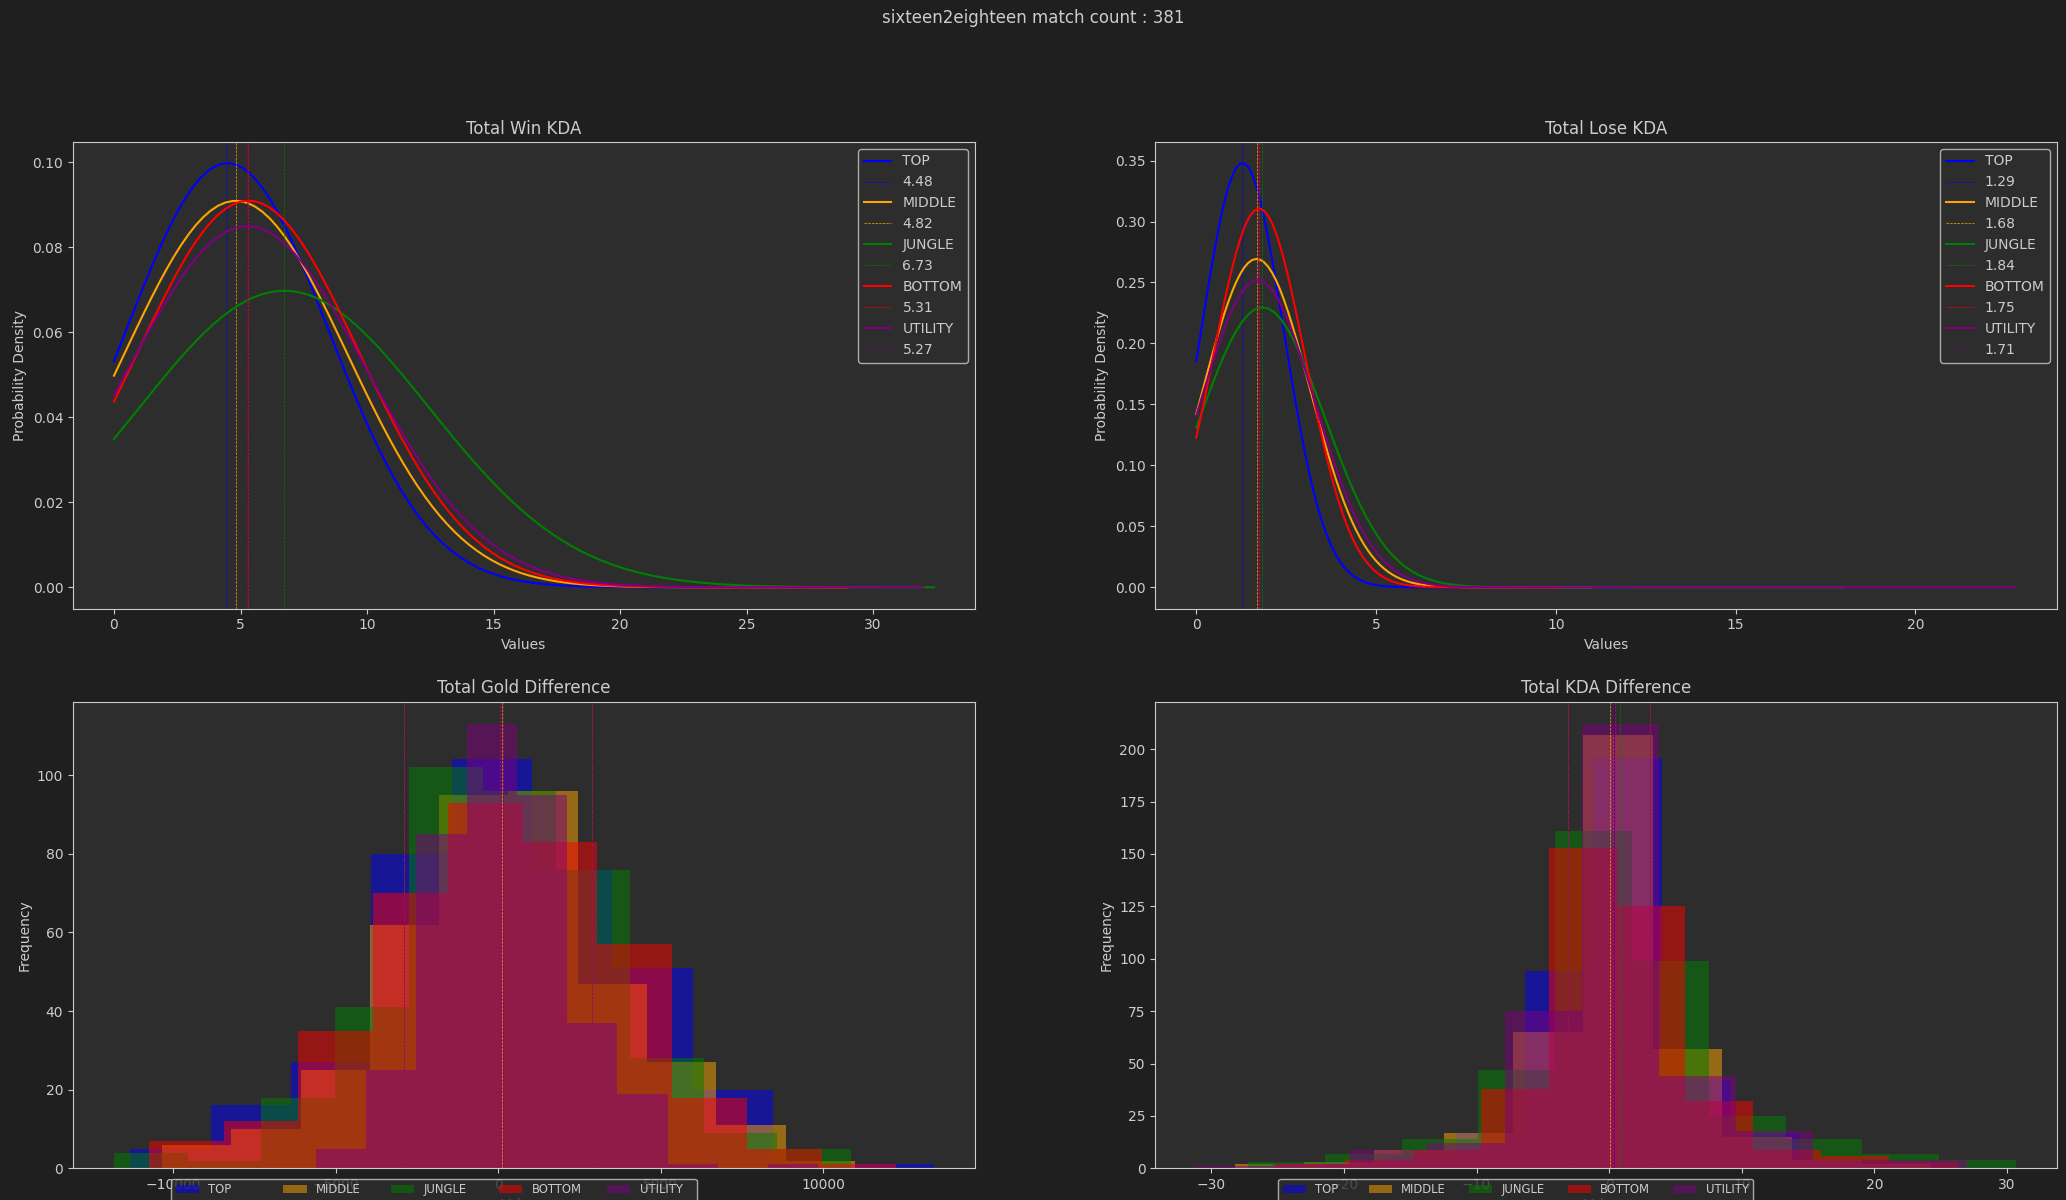 sixteen2eighteen match count : 381
Total Win KDA
Probability Density
0.10
0.08
0.06
0.04
0.02
0.00
0 5 10 15 20 25 30
Values
TOP
4.48
MIDDLE
4.82
JUNGLE
6.73
BOTTOM
5.31
UTILITY
5.27
Total Lose KDA
Probability Density
0.35
0.30
0.25
0.20
0.15
0.10
0.05
0.00
0 5 10 15 20
Values
TOP
1.29
MIDDLE
1.68
JUNGLE
1.84
BOTTOM
1.75
UTILITY
1.71
Total Gold Difference
Frequency
100
80
60
40
20
0
−10000 0 10000
TOP MIDDLE JUNGLE BOTTOM UTILITY
Total KDA Difference
Frequency
200
175
150
125
100
75
50
25
0
−30 −20 −10 10 20 30
TOP MIDDLE JUNGLE BOTTOM UTILITY